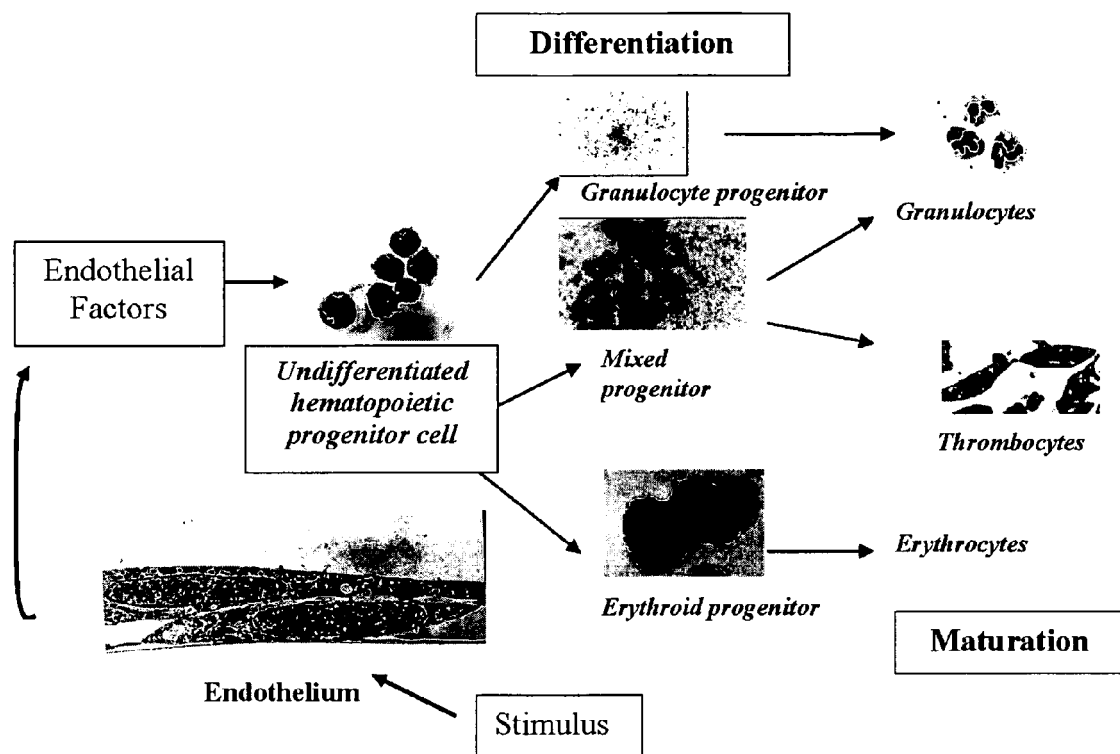 Differentiation
Granulocyte progenitor
Granulocytes
Endothelial
Factors
Undifferentiated
hematopoietic
progenitor cell
Mixed
progenitor
Thrombocytes
Erythroid progenitor
Erythrocytes
Maturation
Endothelium
Stimulus